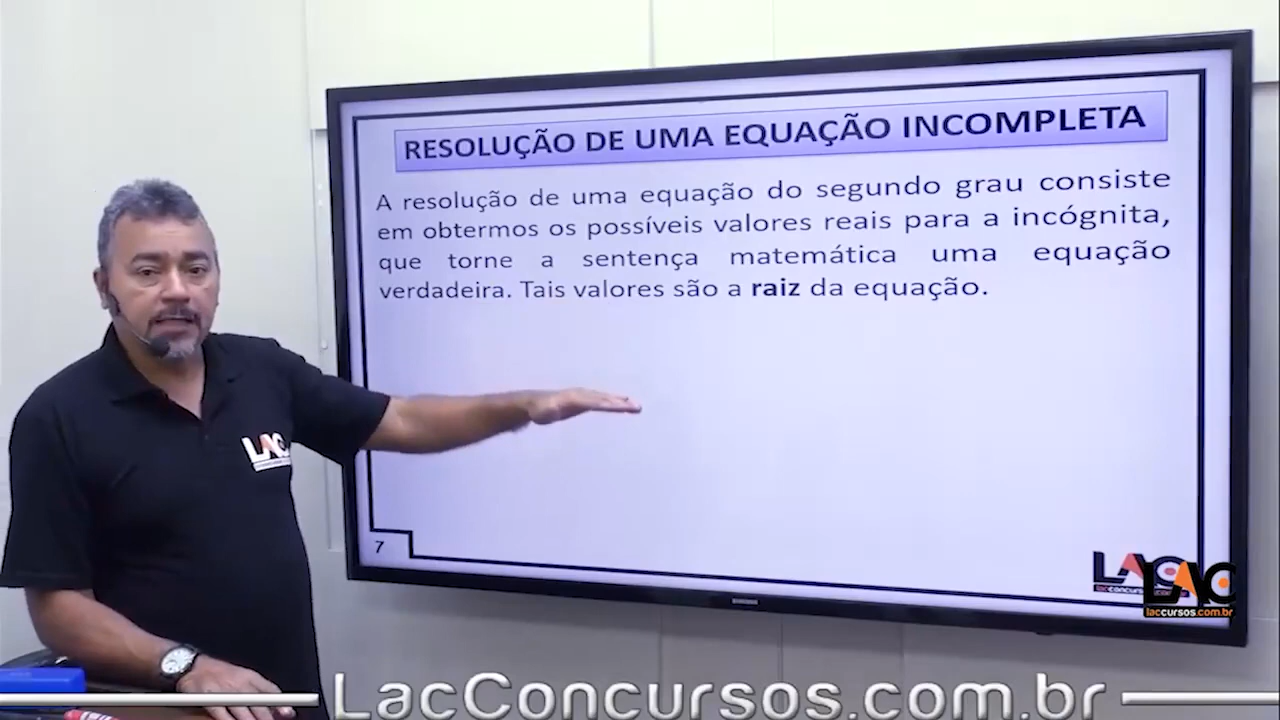 RESOLUÇÃO DE UMA EQUAÇÃO INCOMPLETA
A resolução de uma equação do segundo grau consiste
em obtermos os possíveis valores reais para a incógnita,
que torne a sentença matemática uma equação
verdadeira. Tais valores são a raiz da equação.
7
LAC
LAC
laccursos.com.br
LAC
LacConcursos.com.br